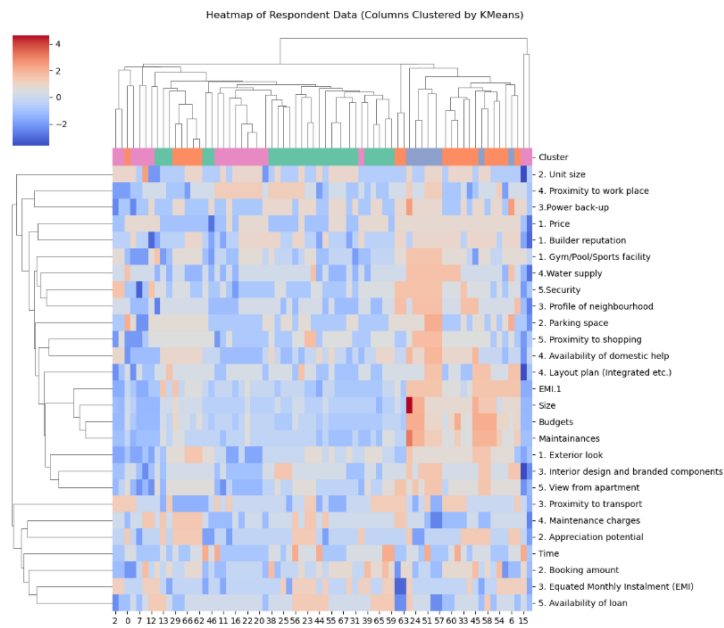 Heatmap of Respondent Data (Columns Clustered by KMeans)
4
2
0
−2
Cluster
2. Unit size
4. Proximity to work place
3.Power back-up
1. Price
1. Builder reputation
1. Gym/Pool/Sports facility
4.Water supply
5.Security
3. Profile of neighbourhood
2. Parking space
5. Proximity to shopping
4. Availability of domestic help
4. Layout plan (Integrated etc.)
EMI.1
Size
Budgets
Maintainances
1. Exterior look
3. Interior design and branded components
5. View from apartment
3. Proximity to transport
4. Maintenance charges
2. Appreciation potential
Time
2. Booking amount
3. Equated Monthly Instalment (EMI)
5. Availability of loan
2 0 7 12 13 29 66 62 46 11 16 22 20 38 25 56 23 44 55 67 31 39 65 59 63 24 51 57 60 33 45 58 54 6 15